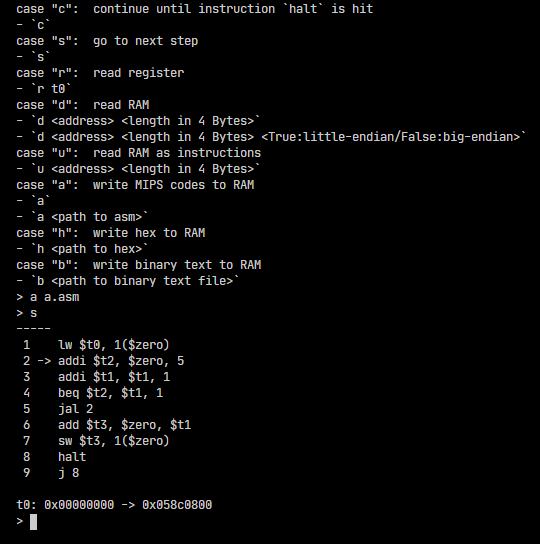 case "c":  continue until instruction `halt` is hit
- `c`
case "s":  go to next step
- `s`
case "r":  read register
- `r t0`
case "d":  read RAM
- `d <address> <length in 4 Bytes>`
- `d <address> <length in 4 Bytes> <True:little-endian/False:big-endian>`
case "u":  read RAM as instructions
- `u <address> <length in 4 Bytes>`
case "a":  write MIPS codes to RAM
- `a`
- `a <path to asm>`
case "h":  write hex to RAM
- `h <path to hex>`
case "b":  write binary text to RAM
- `b <path to binary text file>`
> a a.asm
> s
-----
 1    lw $t0, 1($zero)
 2 -> addi $t2, $zero, 5
 3    addi $t1, $t1, 1
 4    beq $t2, $t1, 1
 5    jal 2
 6    add $t3, $zero, $t1
 7    sw $t3, 1($zero)
 8    halt
 9    j 8

t0: 0x00000000 -> 0x058c0800
>